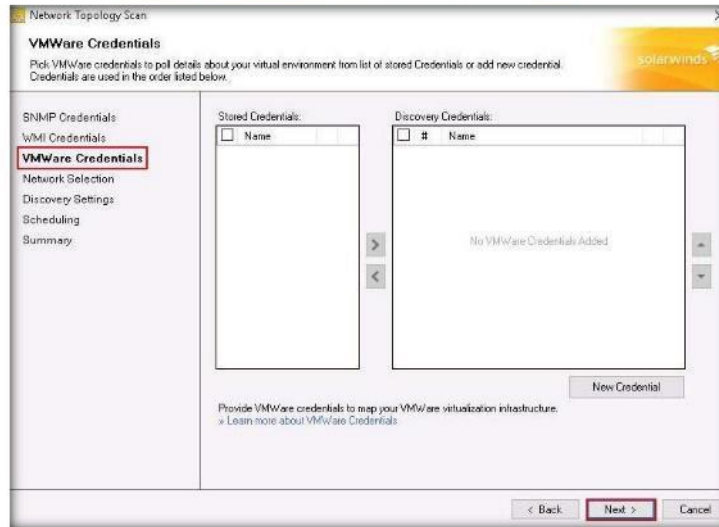 Network Topology Scan
VMWare Credentials
Pick VMWare credentials to poll details about your virtual environment from list of stored Credentials or add new credential.
Credentials are used in the order listed below.
solarwinds
SNMP Credentials
WMI Credentials
VMWare Credentials
Network Selection
Discovery Settings
Scheduling
Summary
Stored Credentials:
Name
Discovery Credentials:
# Name
No VMWare Credentials Added
New Credential
Provide VMWare credentials to map your VMWare virtualization infrastructure.
» Learn more about VMWare Credentials
< Back
Next >
Cancel